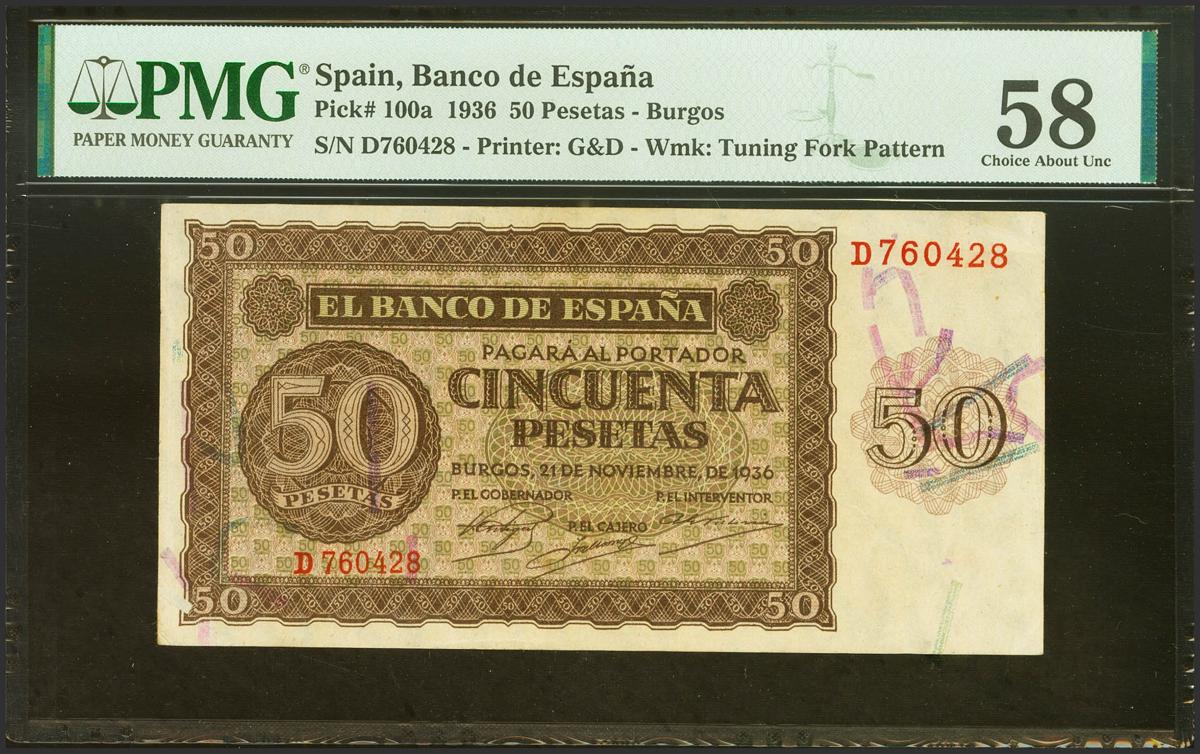 PMG®
PAPER MONEY GUARANTY
Spain, Banco de España
Pick# 100a 1936 50 Pesetas - Burgos
S/N D760428 - Printer: G&D - Wmk: Tuning Fork Pattern
58
Choice About Unc
50
50
D760428
EL BANCO DE ESPAÑA
PAGARÁ AL PORTADOR
CINCUENTA
PESETAS
50
PESETAS
50
BURGOS, 21 DE NOVIEMBRE, DE 1936
P.EL GOBERNADOR
P.EL INTERVENTOR
P.EL CAJERO
D760428
50
50